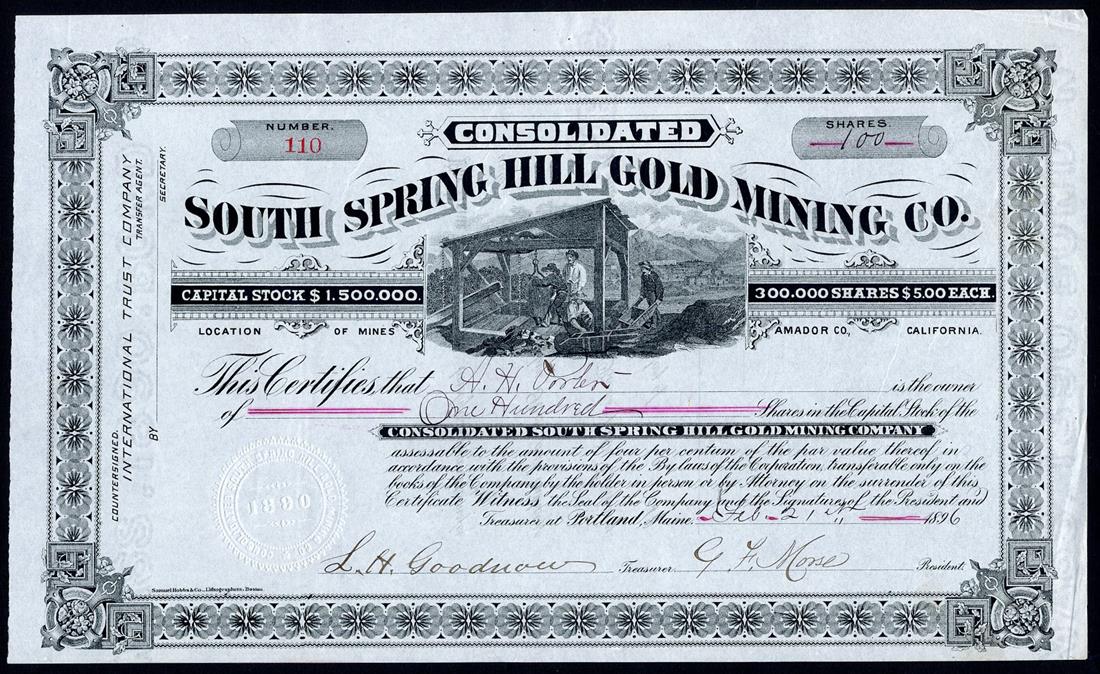 NUMBER.
110
CONSOLIDATED
SHARES
100
SOUTH SPRING HILL GOLD MINING CO.
CAPITAL STOCK $1.500.000.
300.000 SHARES $5.00 EACH.
LOCATION OF MINES
AMADOR CO, CALIFORNIA.
This Certifies, that A. H. Porter is the owner
of One Hundred Shares in the Capital Stock of the
CONSOLIDATED SOUTH SPRING HILL GOLD MINING COMPANY
assessable to the amount of four per centum of the par value thereof in
accordance with the provisions of the By laws of the Corporation transferable only on the
books of the Company by the holder in person or by Attorney on the surrender of this
Certificate Witness the Seal of the Company and the Signatures of the President and
Treasurer at Portland, Maine. Feb. 21st 1896
L. H. Goodnow Treasurer. G F. Morse President.
Samuel Hobbs & Co., Lithographers, Boston
COUNTERSIGNED.
INTERNATIONAL TRUST COMPANY
TRANSFER AGENT.
BY
SECRETARY.
1890